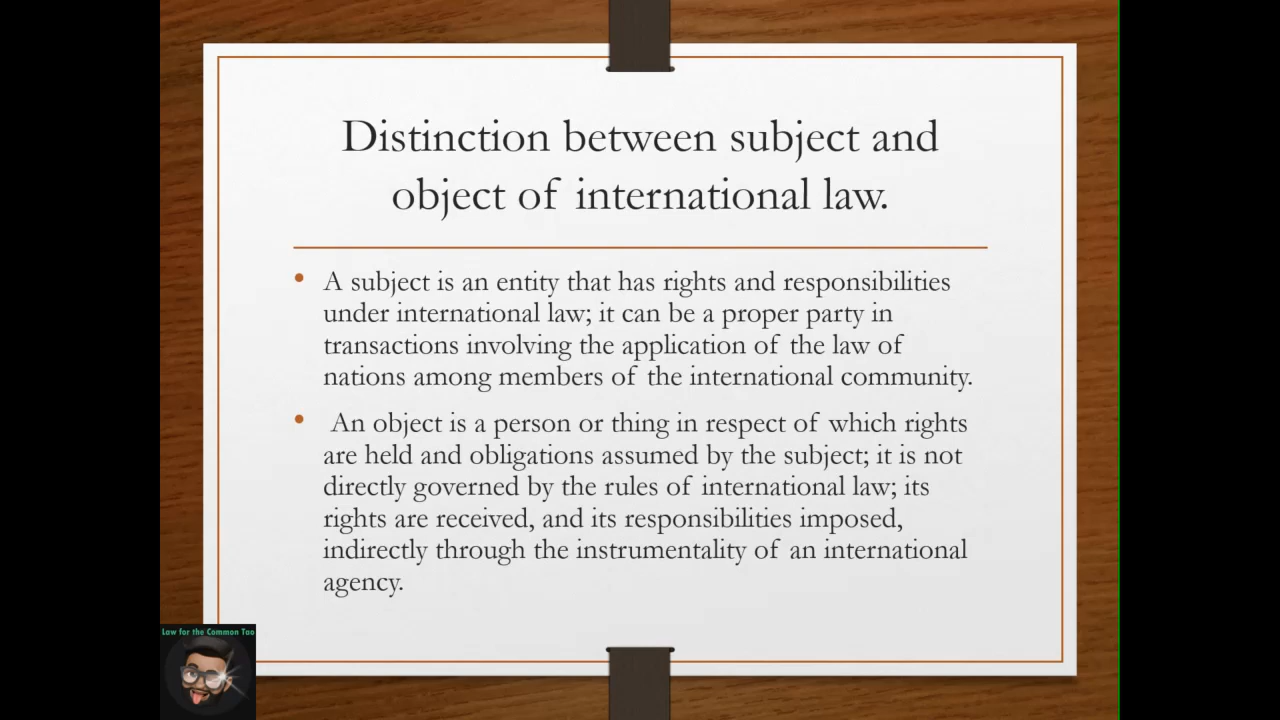 Distinction between subject and
object of international law.
• A subject is an entity that has rights and responsibilities
under international law; it can be a proper party in
transactions involving the application of the law of
nations among members of the international community.
• An object is a person or thing in respect of which rights
are held and obligations assumed by the subject; it is not
directly governed by the rules of international law; its
rights are received, and its responsibilities imposed,
indirectly through the instrumentality of an international
agency.
Law for the Common Tao